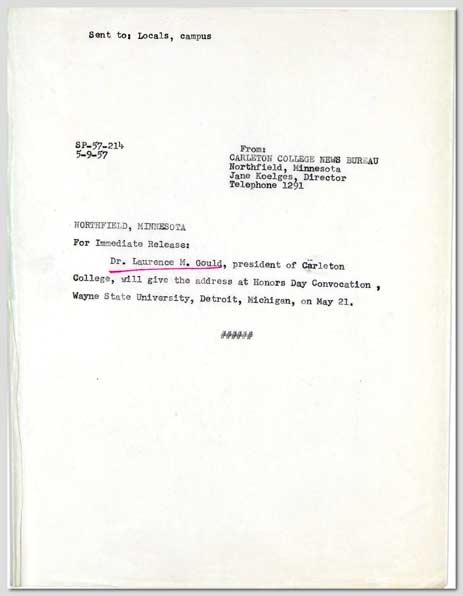 Sent to: Locals, campus
SP-57-214
5-9-57
From:
CARLETON COLLEGE NEWS BUREAU
Northfield, Minnesota
Jane Koelges, Director
Telephone 1291
NORTHFIELD, MINNESOTA
For Immediate Release:
Dr. Laurence M. Gould, president of Carleton
College, will give the address at Honors Day Convocation ,
Wayne State University, Detroit, Michigan, on May 21.
######